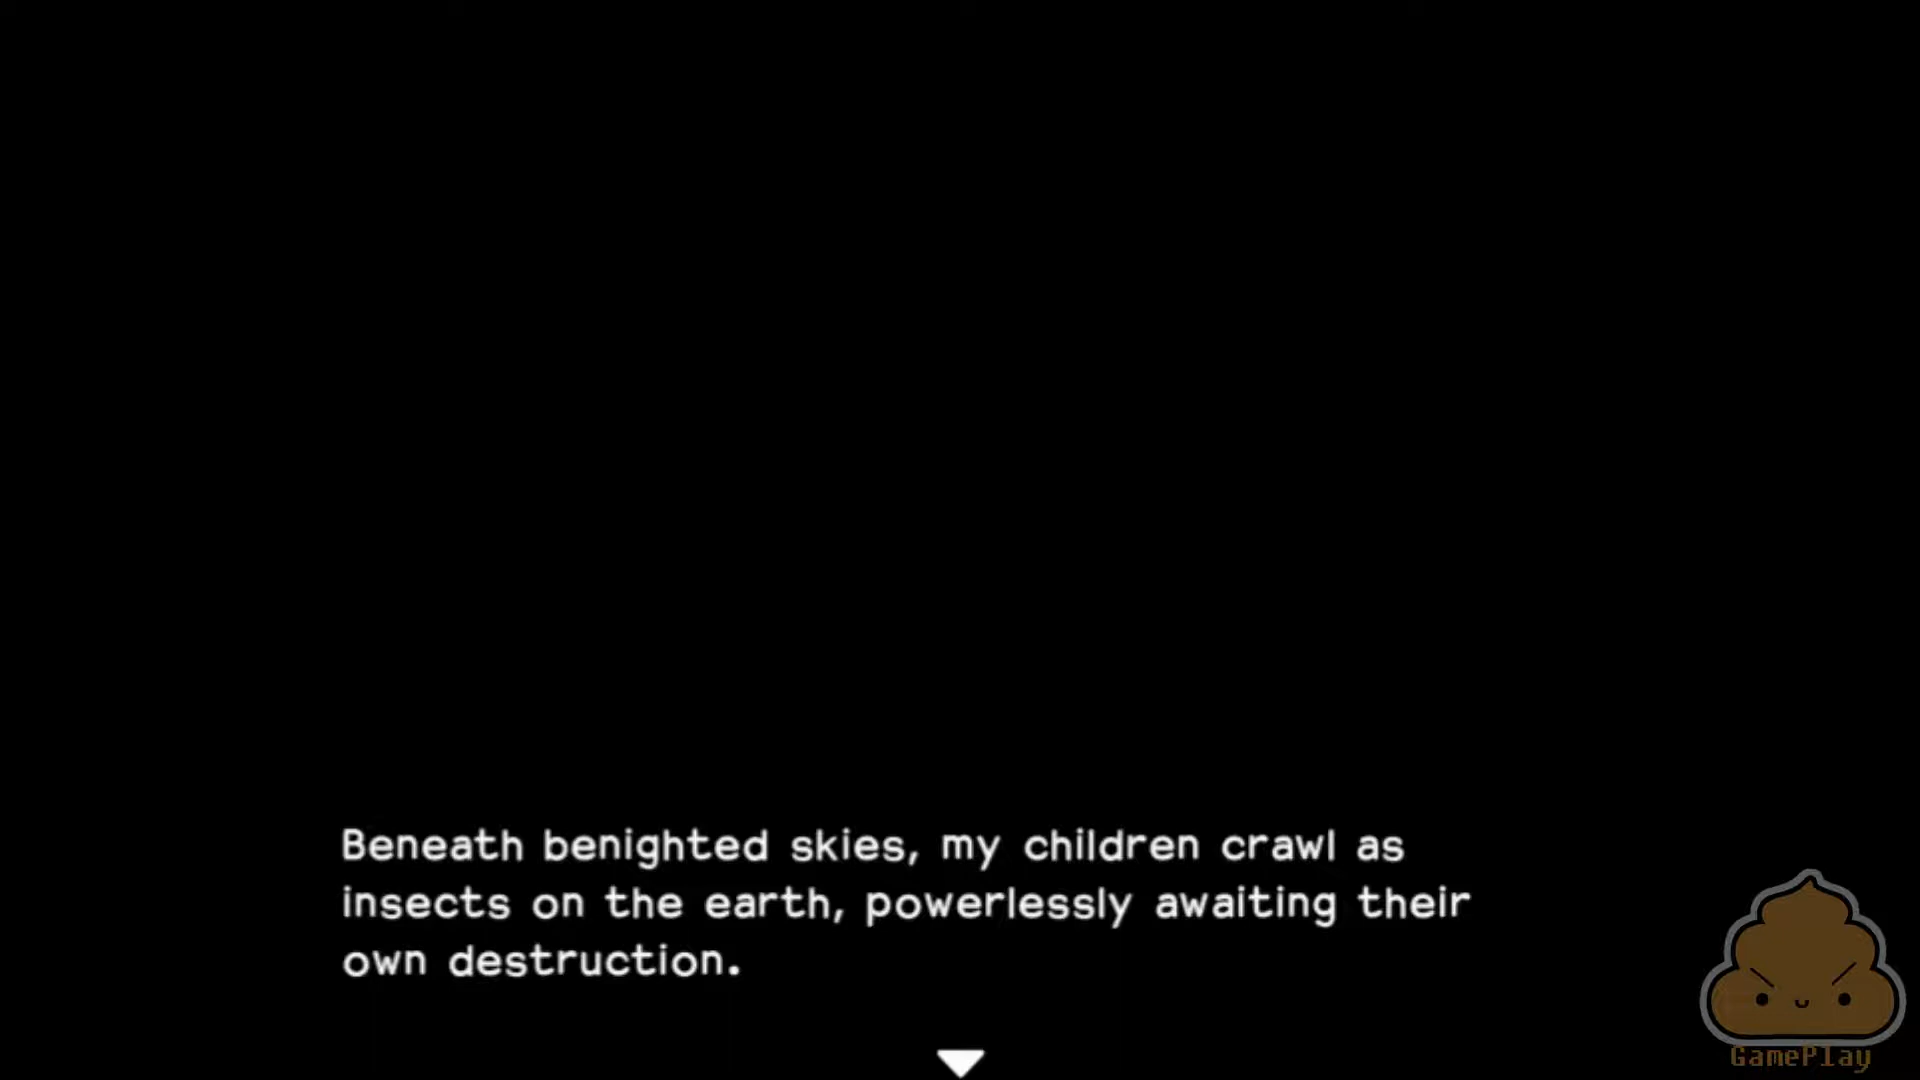 Beneath benighted skies, my children crawl as
insects on the earth, powerlessly awaiting their
own destruction.
GamePlay